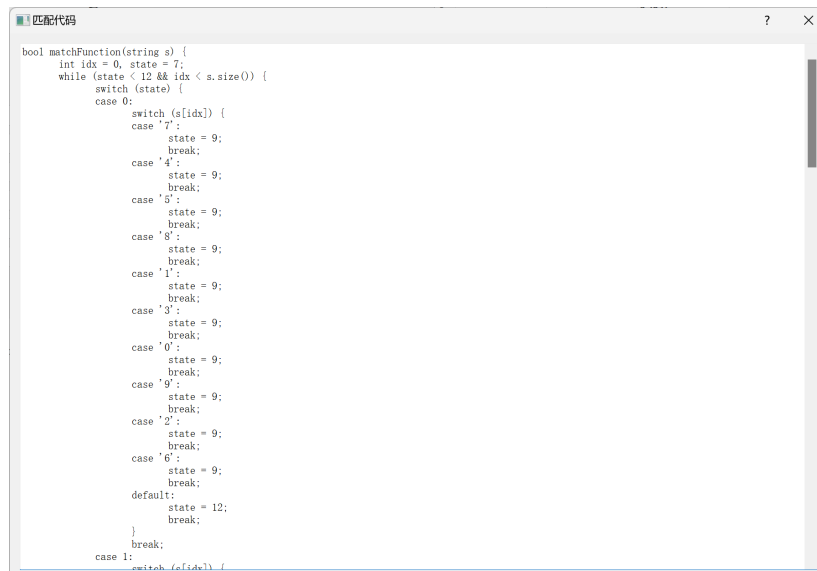 匹配代码
?
bool matchFunction(string s) {
int idx = 0, state = 7;
while (state < 12 && idx < s.size()) {
switch (state) {
case 0:
switch (s[idx]) {
case '7':
state = 9;
break;
case '4':
state = 9;
break;
case '5':
state = 9;
break;
case '8':
state = 9;
break;
case '1':
state = 9;
break;
case '3':
state = 9;
break;
case '0':
state = 9;
break;
case '9':
state = 9;
break;
case '2':
state = 9;
break;
case '6':
state = 9;
break;
default:
state = 12;
break;
}
break;
case 1:
switch (s[idx]) {